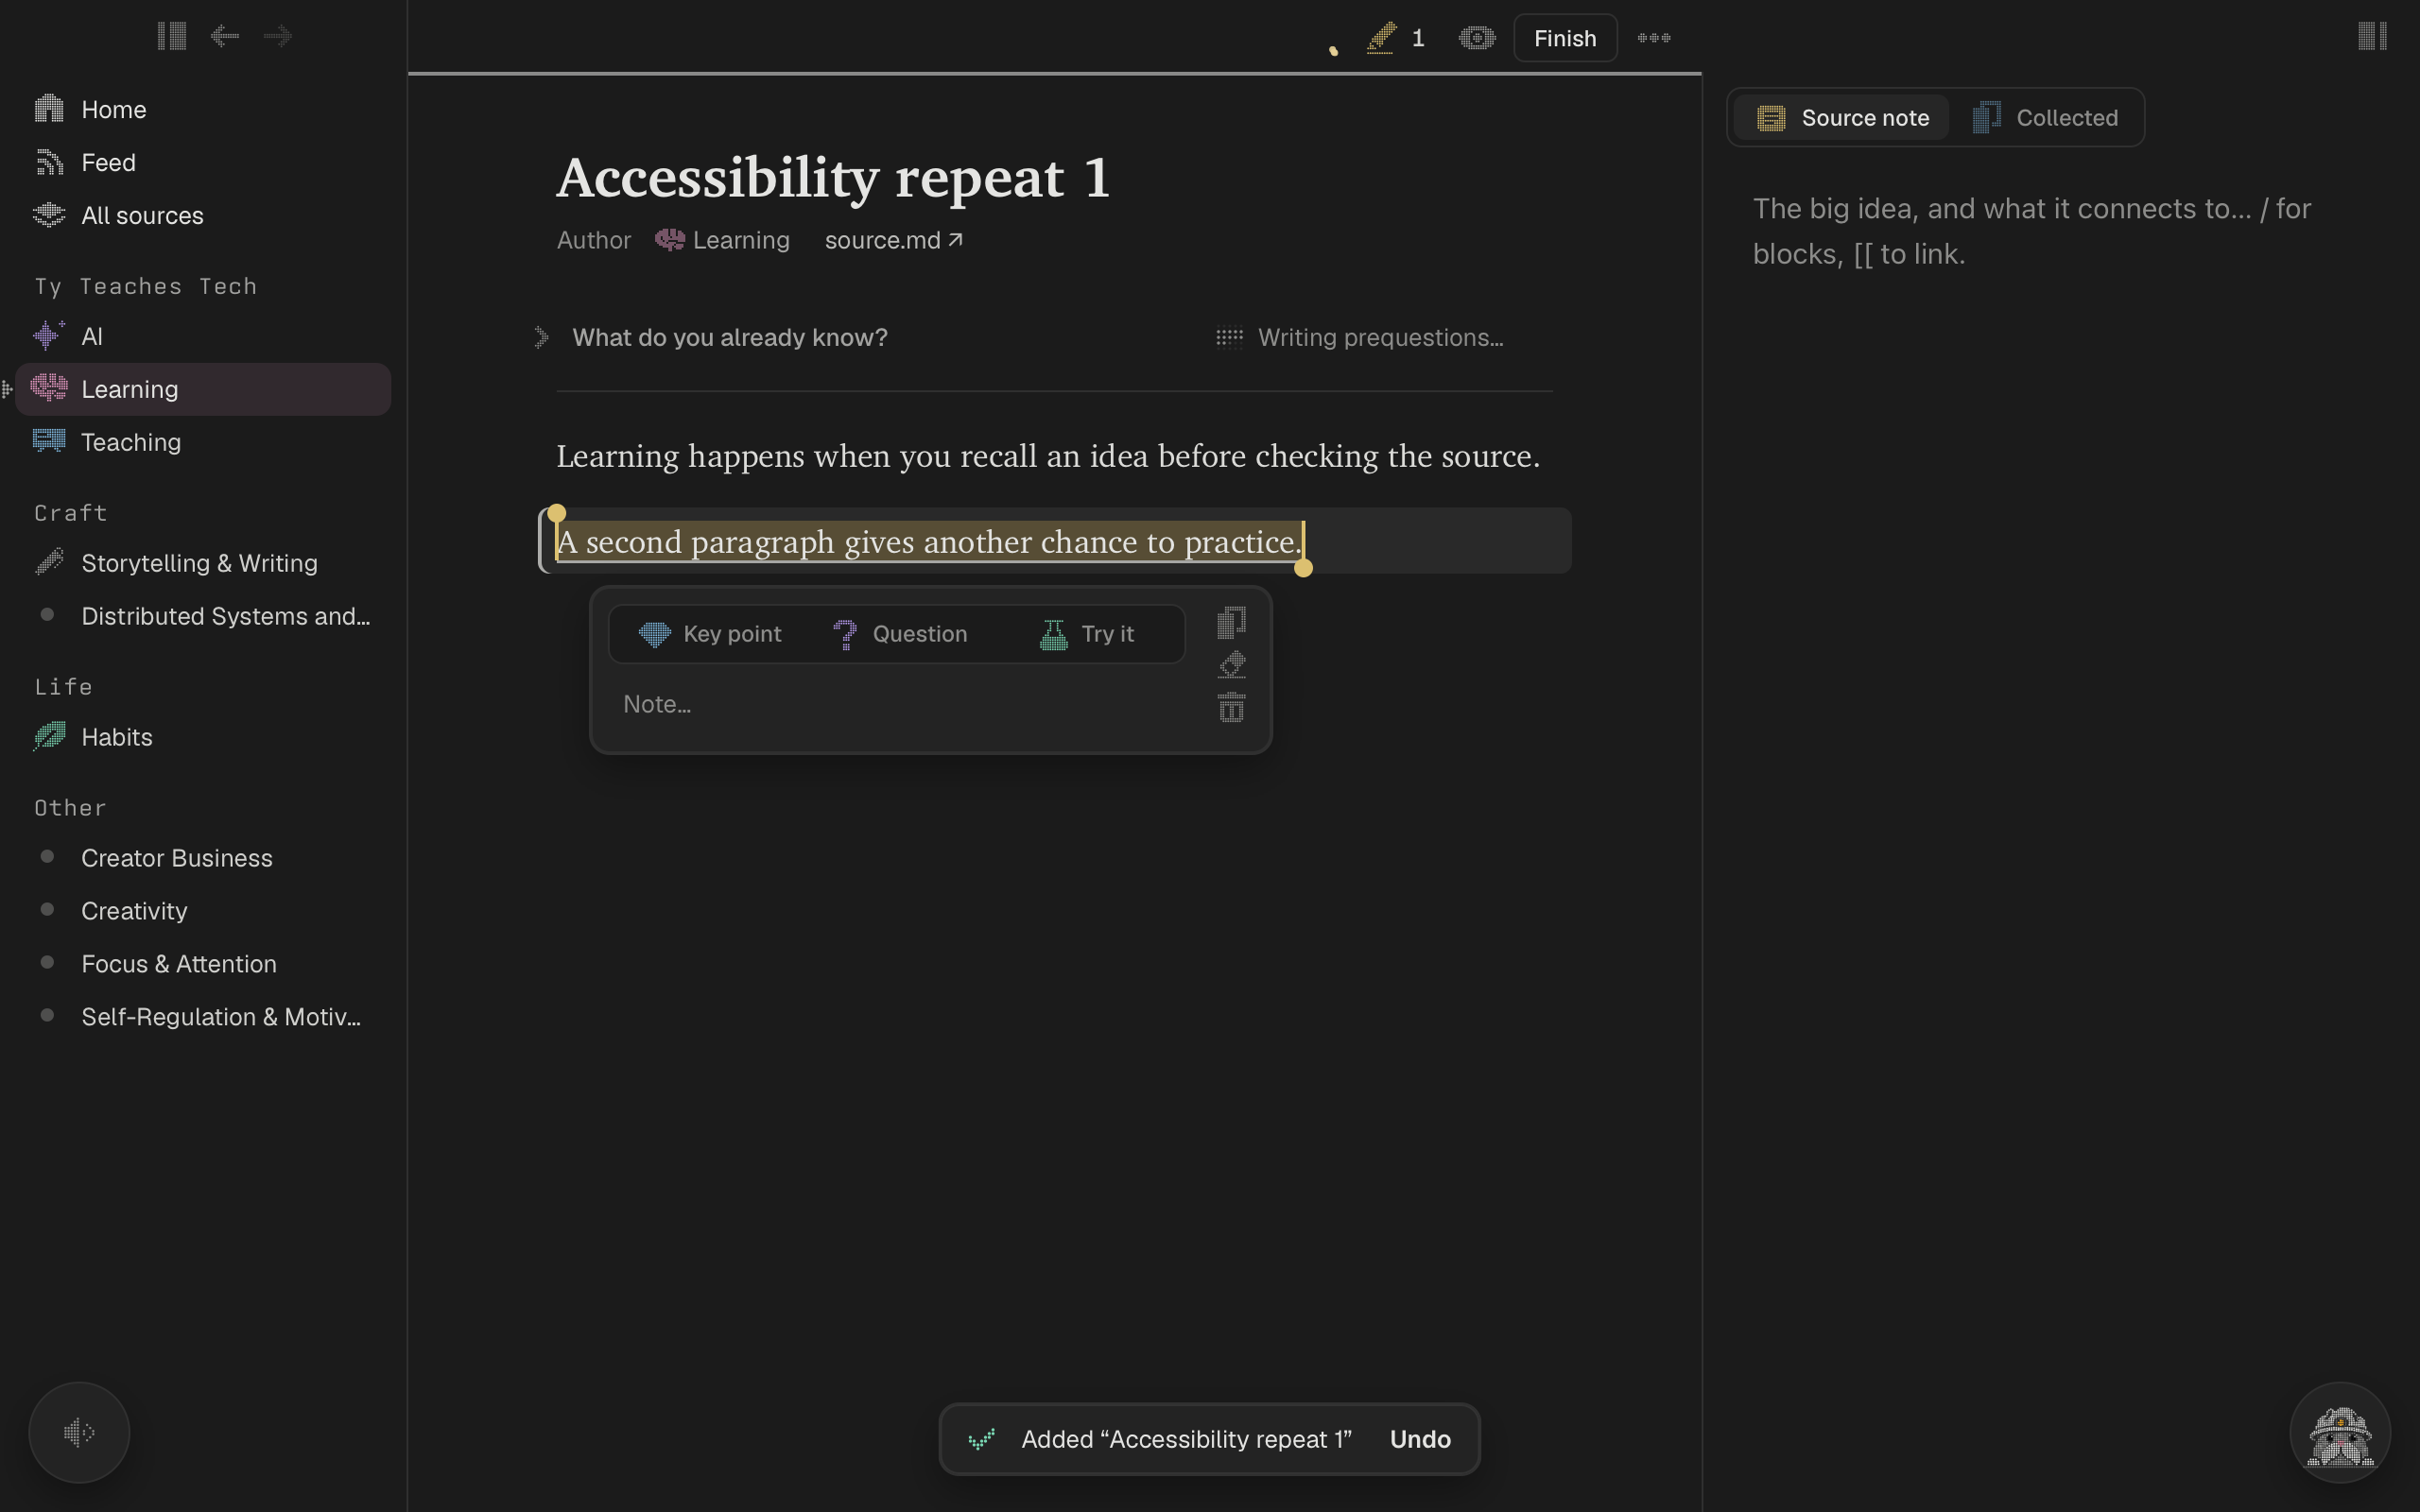 1
Finish
Home
Feed
All sources
Ty Teaches Tech
AI
Learning
Teaching
Craft
Storytelling & Writing
Distributed Systems and...
Life
Habits
Other
Creator Business
Creativity
Focus & Attention
Self-Regulation & Motiv...
Accessibility repeat 1
Author Learning source.md ↗
What do you already know? Writing prequestions...
Learning happens when you recall an idea before checking the source.
A second paragraph gives another chance to practice.
Key point Question Try it
Note...
Added “Accessibility repeat 1” Undo
Source note Collected
The big idea, and what it connects to... / for
blocks, [[ to link.